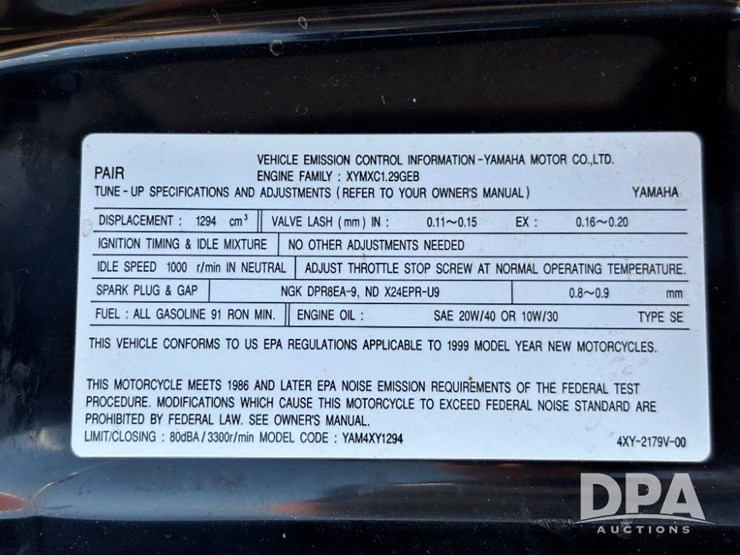 VEHICLE EMISSION CONTROL INFORMATION-YAMAHA MOTOR CO.,LTD.
PAIR ENGINE FAMILY : XYMXC1.29GEB
TUNE-UP SPECIFICATIONS AND ADJUSTMENTS (REFER TO YOUR OWNER'S MANUAL) YAMAHA
DISPLACEMENT : 1294 cm³ VALVE LASH (mm) IN : 0.11~0.15 EX : 0.16~0.20
IGNITION TIMING & IDLE MIXTURE NO OTHER ADJUSTMENTS NEEDED
IDLE SPEED 1000 r/min IN NEUTRAL ADJUST THROTTLE STOP SCREW AT NORMAL OPERATING TEMPERATURE.
SPARK PLUG & GAP NGK DPR8EA-9, ND X24EPR-U9 0.8~0.9 mm
FUEL : ALL GASOLINE 91 RON MIN. ENGINE OIL : SAE 20W/40 OR 10W/30 TYPE SE
THIS VEHICLE CONFORMS TO US EPA REGULATIONS APPLICABLE TO 1999 MODEL YEAR NEW MOTORCYCLES.
THIS MOTORCYCLE MEETS 1986 AND LATER EPA NOISE EMISSION REQUIREMENTS OF THE FEDERAL TEST
PROCEDURE. MODIFICATIONS WHICH CAUSE THIS MOTORCYCLE TO EXCEED FEDERAL NOISE STANDARD ARE
PROHIBITED BY FEDERAL LAW. SEE OWNER'S MANUAL.
LIMIT/CLOSING : 80dBA/3300r/min MODEL CODE : YAM4XY1294 4XY-2179V-00
DPA
AUCTIONS